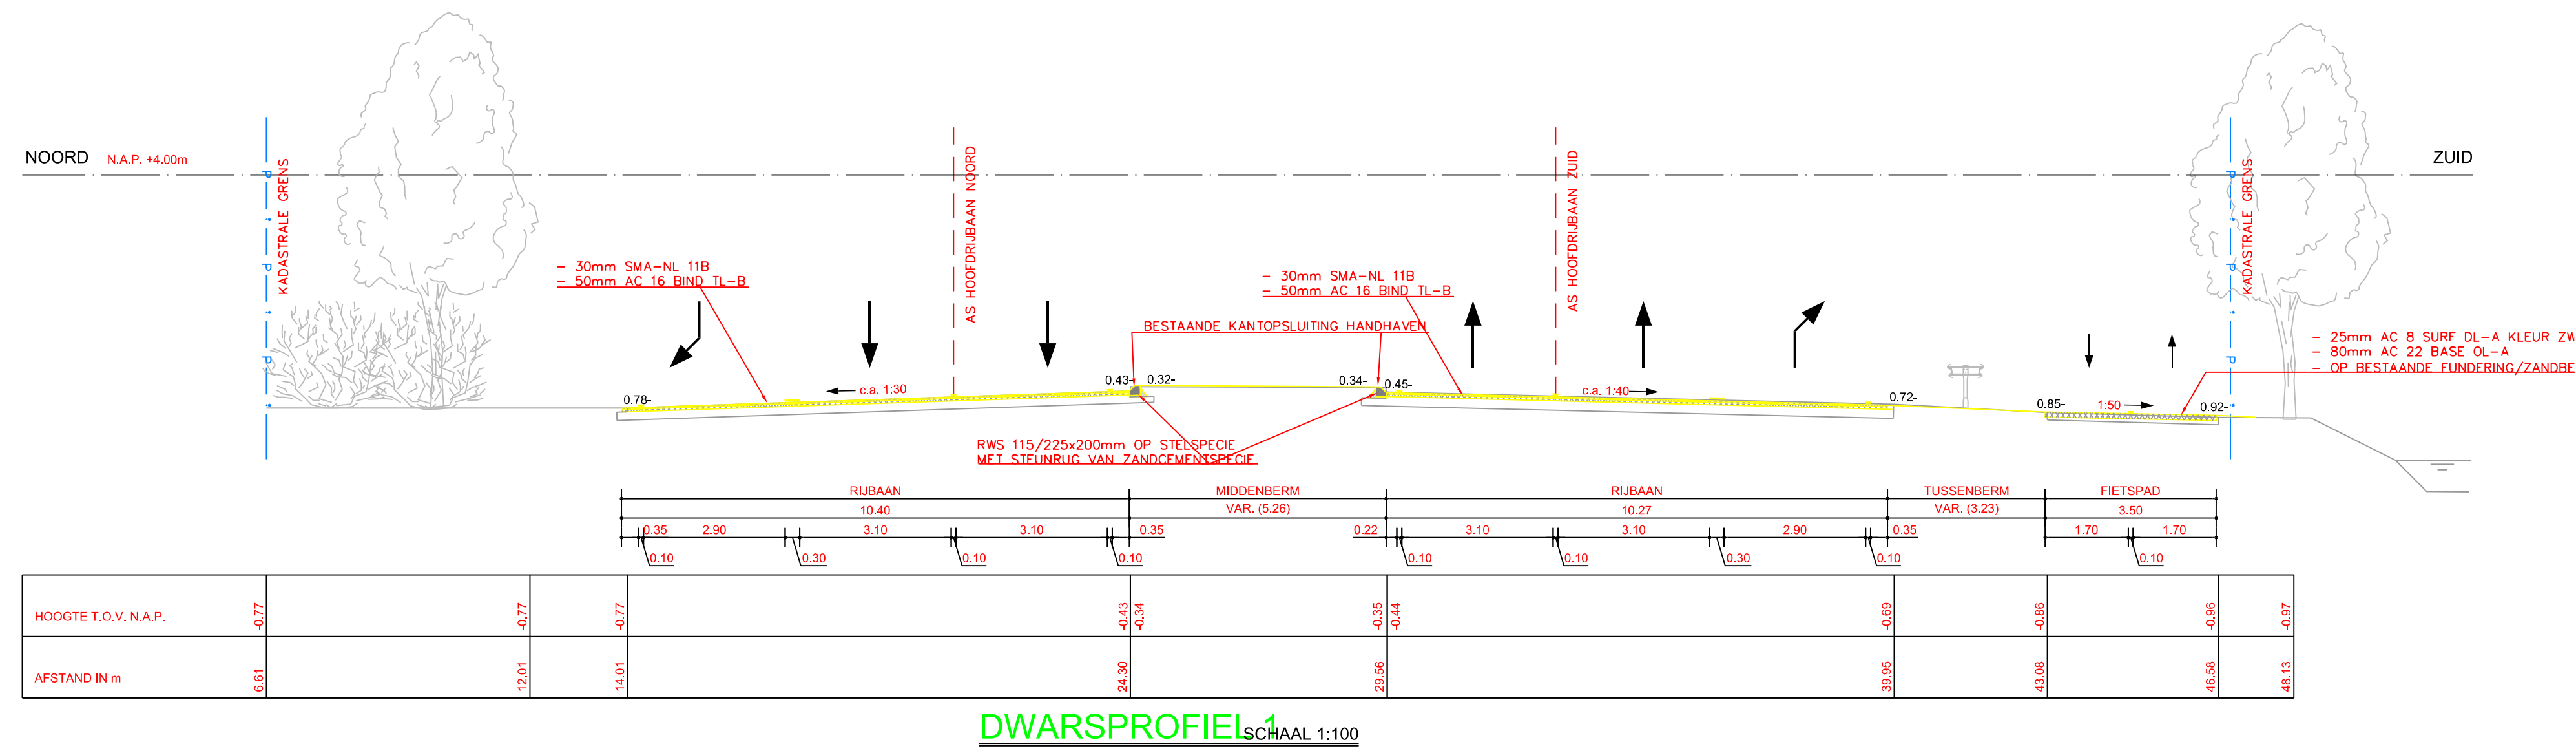 NOORD N.A.P. +4.00m ZUID
KADASTRALE GRENS
AS HOOFDRIJBAAN NOORD
AS HOOFDRIJBAAN ZUID
KADASTRALE GRENS
- 30mm SMA-NL 11B
- 50mm AC 16 BIND TL-B
- 30mm SMA-NL 11B
- 50mm AC 16 BIND TL-B
BESTAANDE KANTOPSLUITING HANDHAVEN
- 25mm AC 8 SURF DL-A KLEUR ZW
- 80mm AC 22 BASE OL-A
- OP BESTAANDE FUNDERING/ZANDBE
0.78- c.a. 1:30 0.43- 0.32- 0.34- 0.45- c.a. 1:40 0.72- 0.85- 1:50 0.92-
RWS 115/225x200mm OP STELSPECIE
MET STEUNRUG VAN ZANDCEMENTSPECIE
RIJBAAN MIDDENBERM RIJBAAN TUSSENBERM FIETSPAD
10.40 VAR. (5.26) 10.27 VAR. (3.23) 3.50
0.35 2.90 3.10 3.10 0.35 0.22 3.10 3.10 2.90 0.35 1.70 1.70
0.10 0.30 0.10 0.10 0.10 0.10 0.30 0.10 0.10
HOOGTE T.O.V. N.A.P. -0.77 -0.77 -0.77 -0.43 -0.34 -0.35 -0.44 -0.69 -0.86 -0.96 -0.97
AFSTAND IN m 6.61 12.01 14.01 24.30 29.56 39.95 43.08 46.58 48.13
DWARSPROFIEL 1 SCHAAL 1:100